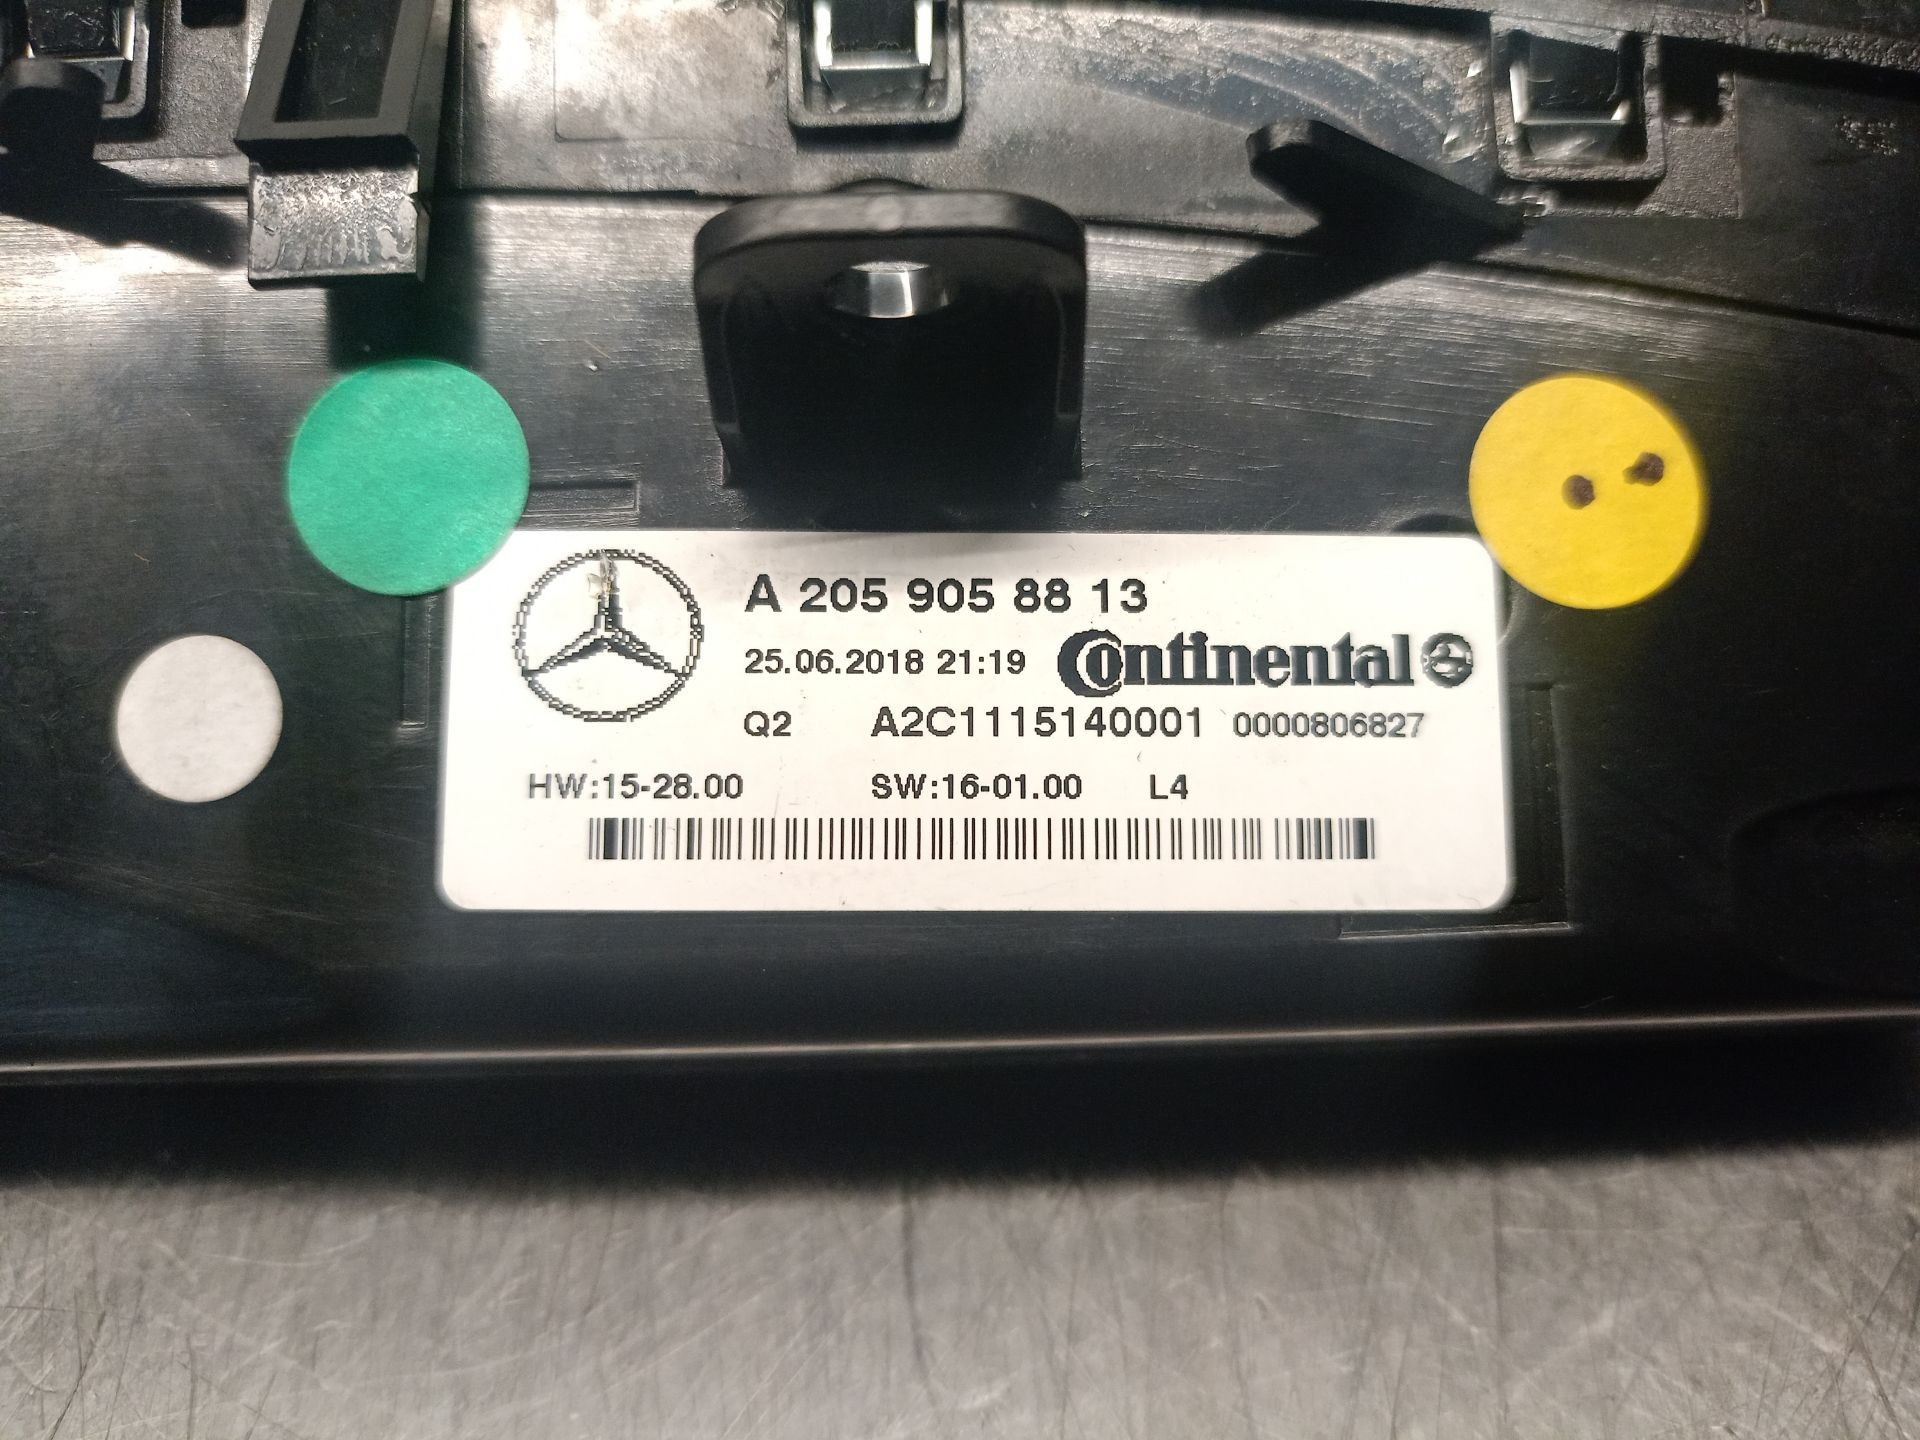 A 205 905 88 13
25.06.2018 21:19 Continental
Q2 A2C1115140001 0000806827
HW:15-28.00 SW:16-01.00 L4